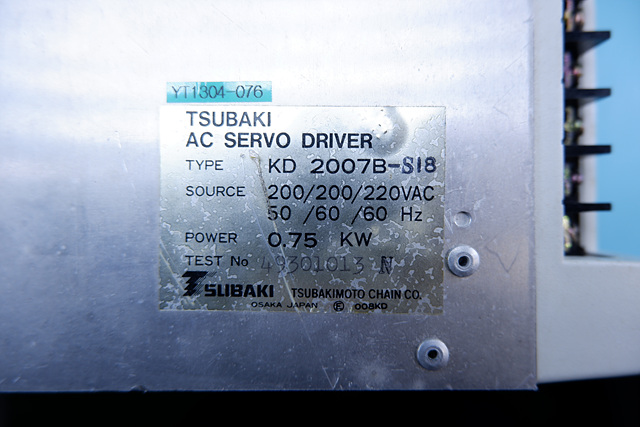 YT1304-076
TSUBAKI
AC SERVO DRIVER
TYPE KD 2007B-S18
SOURCE 200/200/220VAC
50 /60 /60 Hz
POWER 0.75 KW
TEST No 49301013 N
TSUBAKI TSUBAKIMOTO CHAIN CO.
OSAKA JAPAN Ⓔ 008KD